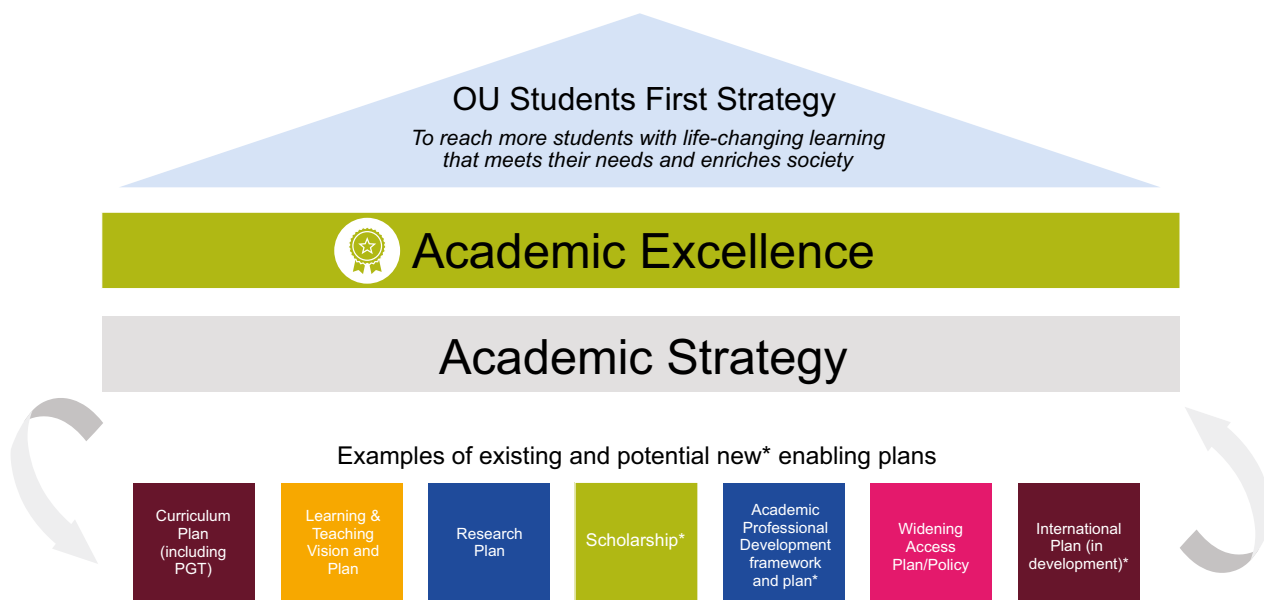 OU Students First Strategy
To reach more students with life-changing learning
that meets their needs and enriches society
Academic Excellence
Academic Strategy
Examples of existing and potential new* enabling plans
Curriculum
Plan
(including
PGT)
Learning &
Teaching
Vision and
Plan
Research
Plan
Scholarship*
Academic
Professional
Development
framework
and plan*
Widening
Access
Plan/Policy
International
Plan (in
development)*